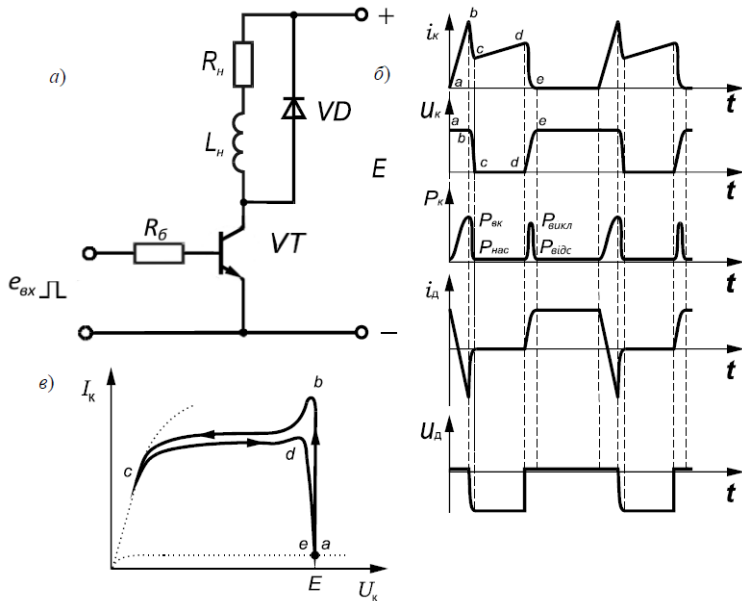 а)
+
Rн
Lн
VD
E
Rб
VT
eвх
−
б)
iк
b
c
d
a
e
t
uк
a
b
c
d
e
t
Pк
Pвк
Pвикл
Pнас
Pвідс
t
iд
t
uд
t
в)
Iк
b
c
d
e
a
E
Uк